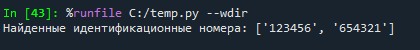 In [43]: %runfile C:/temp.py --wdir
Найденные идентификационные номера: ['123456', '654321']